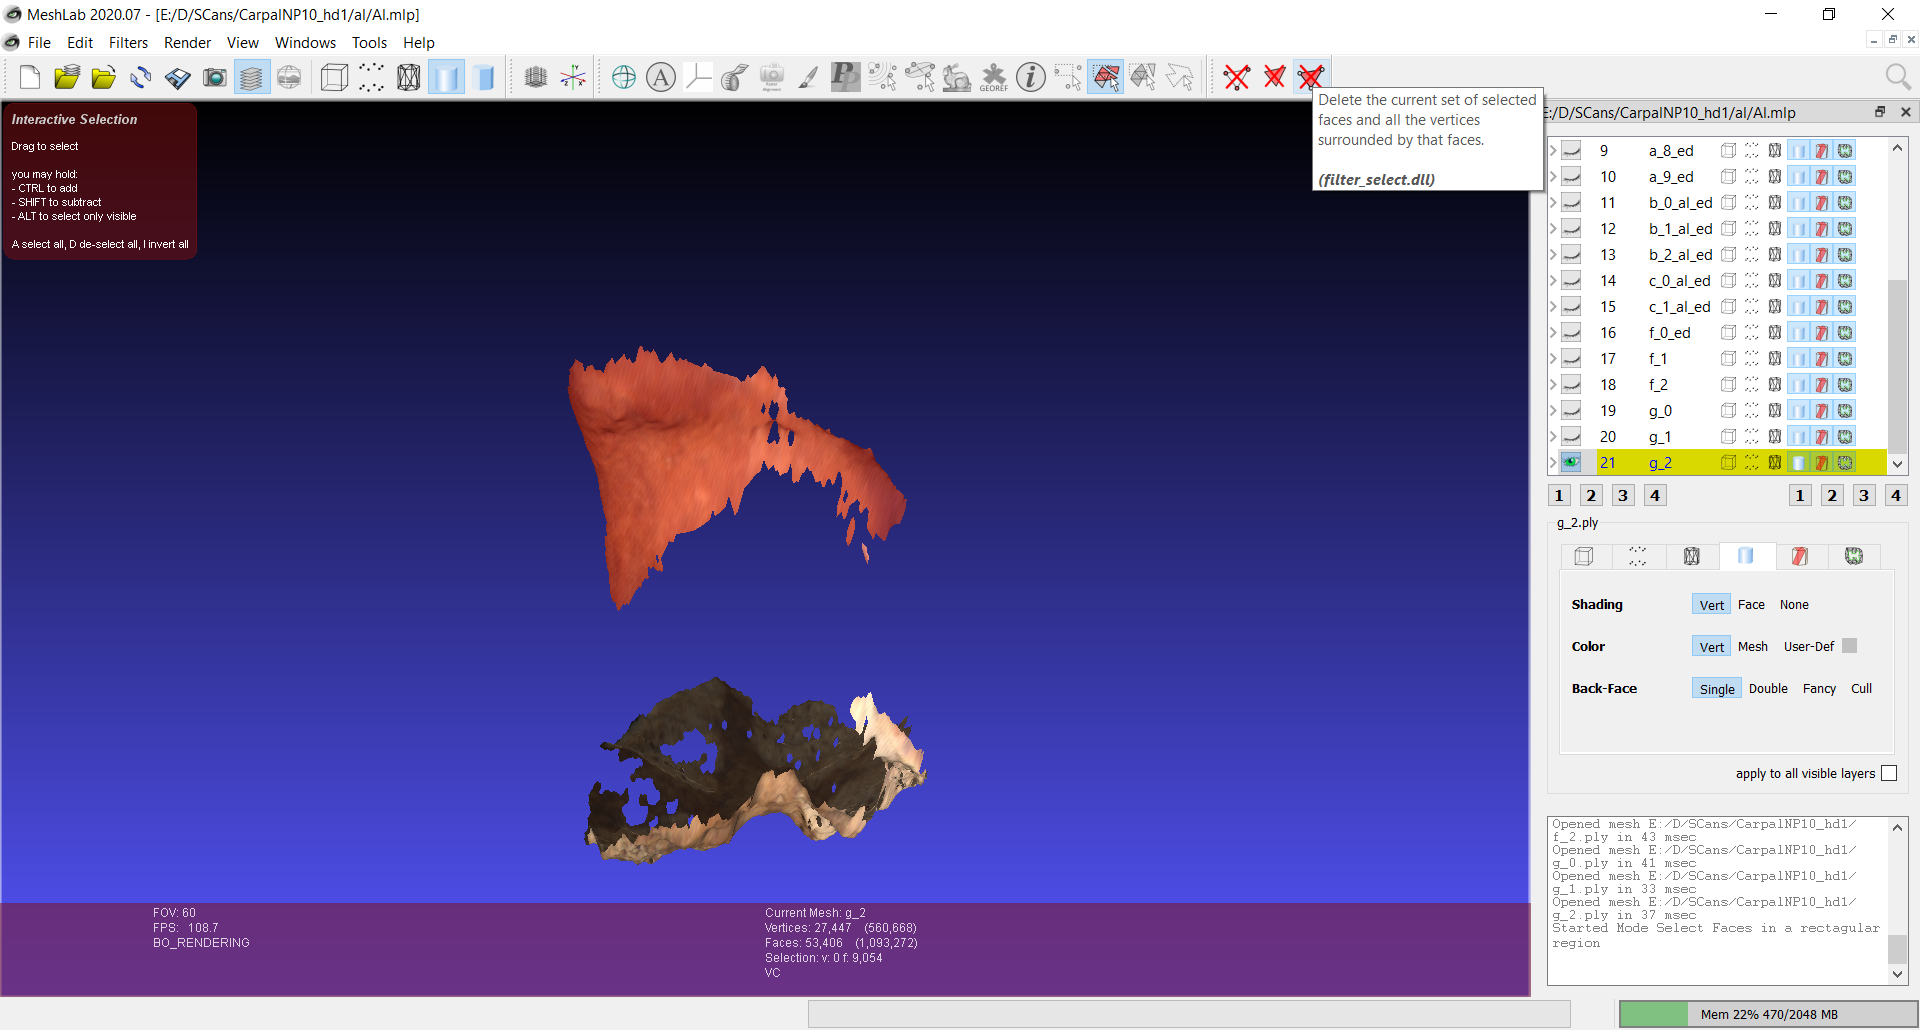 MeshLab 2020.07 - [E:/D/SCans/CarpalNP10_hd1/al/Al.mlp]
File Edit Filters Render View Windows Tools Help
A
GEOREF
i
Delete the current set of selected
faces and all the vertices
surrounded by that faces.
(filter_select.dll)
Interactive Selection
Drag to select
you may hold:
- CTRL to add
- SHIFT to subtract
- ALT to select only visible
A select all, D de-select all, I invert all
E:/D/SCans/CarpalNP10_hd1/al/Al.mlp
9 a_8_ed
10 a_9_ed
11 b_0_al_ed
12 b_1_al_ed
13 b_2_al_ed
14 c_0_al_ed
15 c_1_al_ed
16 f_0_ed
17 f_1
18 f_2
19 g_0
20 g_1
21 g_2
1 2 3 4 1 2 3 4
g_2.ply
Shading Vert Face None
Color Vert Mesh User-Def
Back-Face Single Double Fancy Cull
apply to all visible layers
Opened mesh E:/D/SCans/CarpalNP10_hd1/
f_2.ply in 43 msec
Opened mesh E:/D/SCans/CarpalNP10_hd1/
g_0.ply in 41 msec
Opened mesh E:/D/SCans/CarpalNP10_hd1/
g_1.ply in 33 msec
Opened mesh E:/D/SCans/CarpalNP10_hd1/
g_2.ply in 37 msec
Started Mode Select Faces in a rectagular
region
FOV: 60
FPS: 108.7
BO_RENDERING
Current Mesh: g_2
Vertices: 27,447 (560,668)
Faces: 53,406 (1,093,272)
Selection: v: 0 f: 9,054
VC
Mem 22% 470/2048 MB